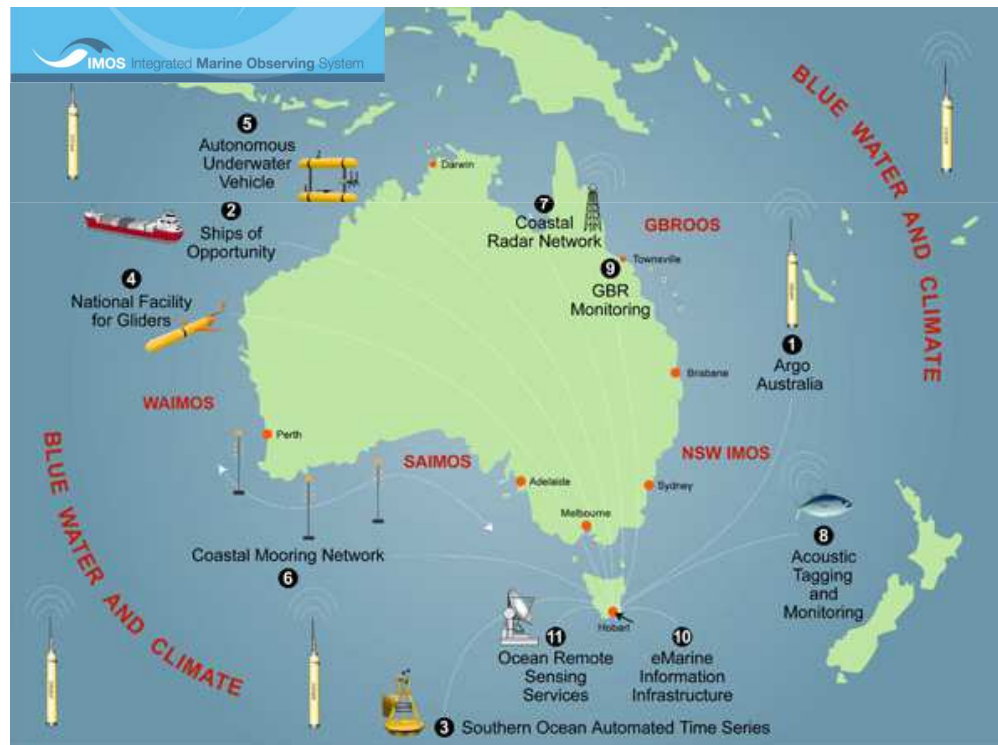 IMOS Integrated Marine Observing System
BLUE WATER AND CLIMATE
5
Autonomous
Underwater
Vehicle
Darwin
2
Ships of
Opportunity
7
Coastal
Radar Network
GBROOS
Townsville
9
GBR
Monitoring
4
National Facility
for Gliders
1
Argo
Australia
Brisbane
WAIMOS
Perth
SAIMOS
Adelaide
NSW IMOS
Sydney
Melbourne
BLUE WATER AND CLIMATE
Coastal Mooring Network
6
8
Acoustic
Tagging
and
Monitoring
Hobart
11
Ocean Remote
Sensing
Services
10
eMarine
Information
Infrastructure
3 Southern Ocean Automated Time Series